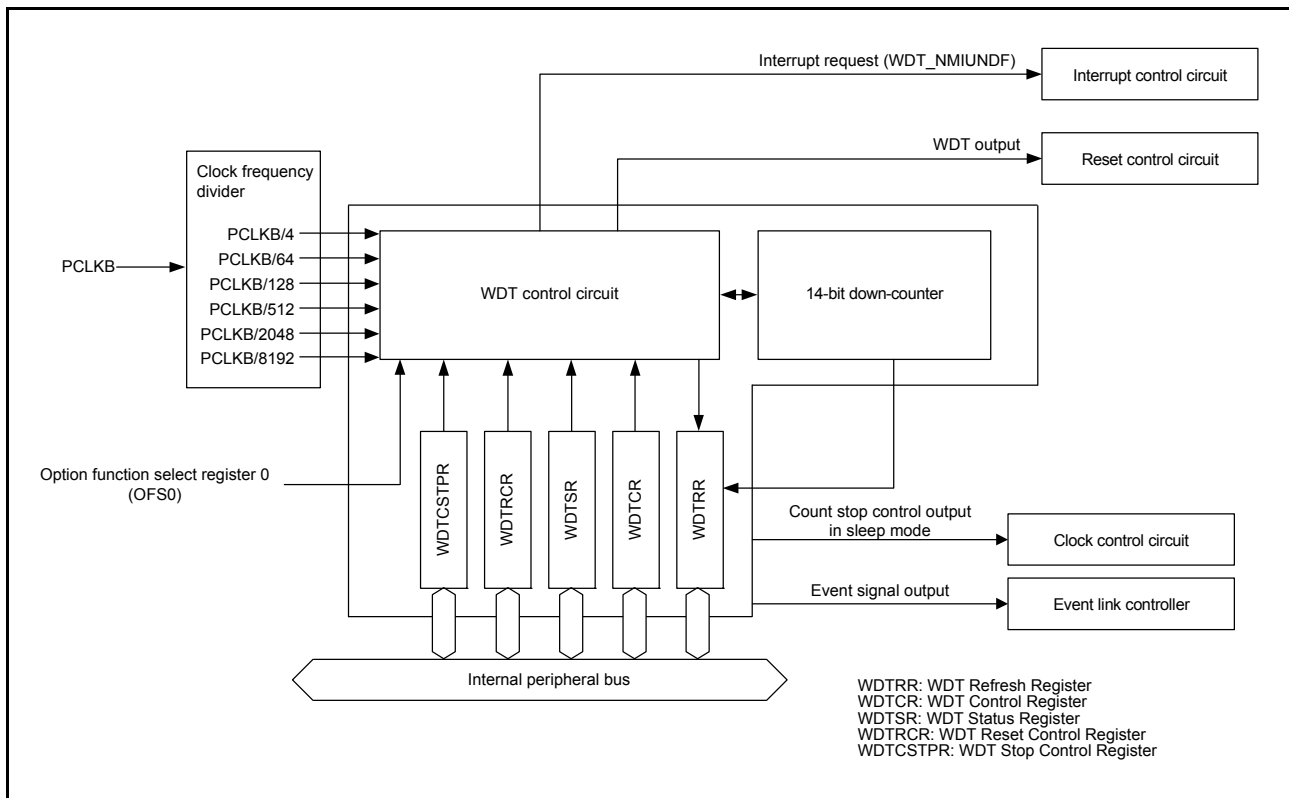 Interrupt request (WDT_NMIUNDF)
Interrupt control circuit
WDT output
Reset control circuit
Clock frequency
divider
PCLKB/4
PCLKB/64
PCLKB/128
PCLKB/512
PCLKB/2048
PCLKB/8192
PCLKB
WDT control circuit
14-bit down-counter
Option function select register 0
(OFS0)
WDTCSTPR
WDTRCR
WDTSR
WDTCR
WDTRR
Count stop control output
in sleep mode
Clock control circuit
Event signal output
Event link controller
Internal peripheral bus
WDTRR: WDT Refresh Register
WDTCR: WDT Control Register
WDTSR: WDT Status Register
WDTRCR: WDT Reset Control Register
WDTCSTPR: WDT Stop Control Register